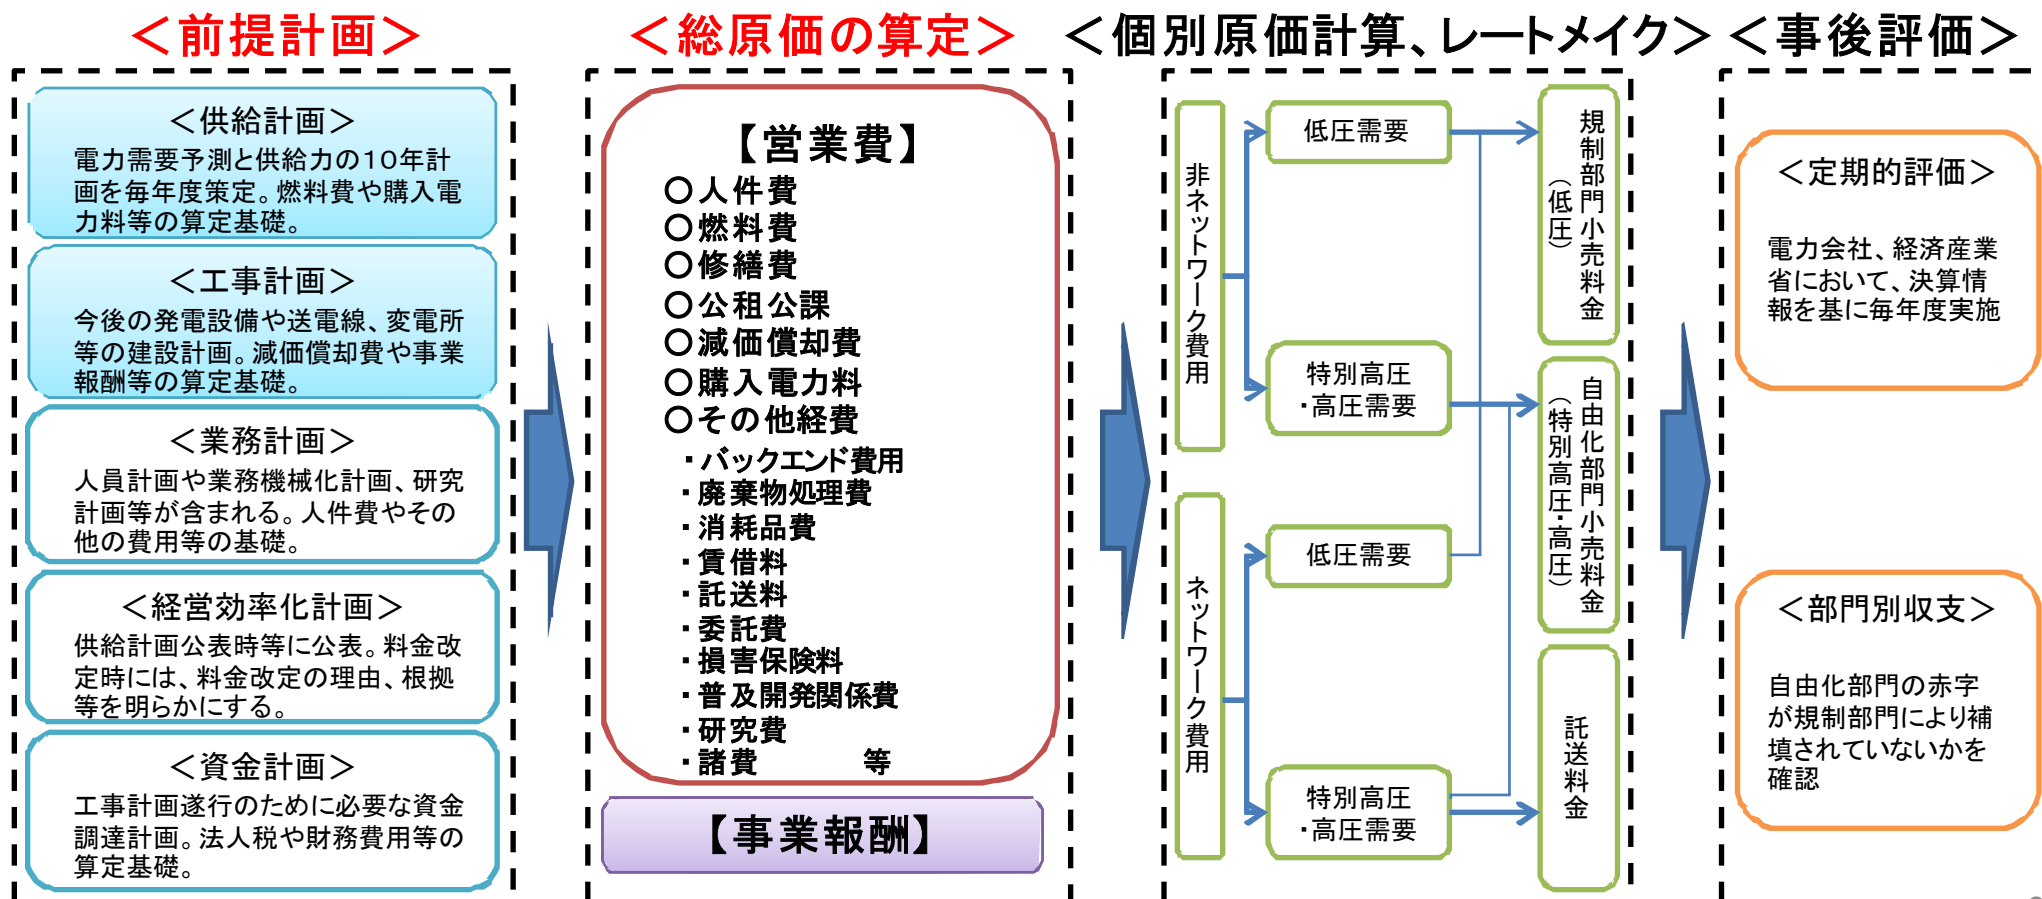 ＜前提計画＞
＜供給計画＞
電力需要予測と供給力の１０年計
画を毎年度策定。燃料費や購入電
力料等の算定基礎。
＜工事計画＞
今後の発電設備や送電線、変電所
等の建設計画。減価償却費や事業
報酬等の算定基礎。
＜業務計画＞
人員計画や業務機械化計画、研究
計画等が含まれる。人件費やその
他の費用等の基礎。
＜経営効率化計画＞
供給計画公表時等に公表。料金改
定時には、料金改定の理由、根拠
等を明らかにする。
＜資金計画＞
工事計画遂行のために必要な資金
調達計画。法人税や財務費用等の
算定基礎。
＜総原価の算定＞
【営業費】
○人件費
○燃料費
○修繕費
○公租公課
○減価償却費
○購入電力料
○その他経費
・バックエンド費用
・廃棄物処理費
・消耗品費
・賃借料
・託送料
・委託費
・損害保険料
・普及開発関係費
・研究費
・諸費　　　等
【事業報酬】
＜個別原価計算、レートメイク＞
非ネットワーク費用
低圧需要
特別高圧
・高圧需要
ネットワーク費用
低圧需要
特別高圧
・高圧需要
規制部門小売料金
（低圧）
自由化部門小売料金
（特別高圧・高圧）
託送料金
＜事後評価＞
＜定期的評価＞
電力会社、経済産業
省において、決算情
報を基に毎年度実施
＜部門別収支＞
自由化部門の赤字
が規制部門により補
填されていないかを
確認